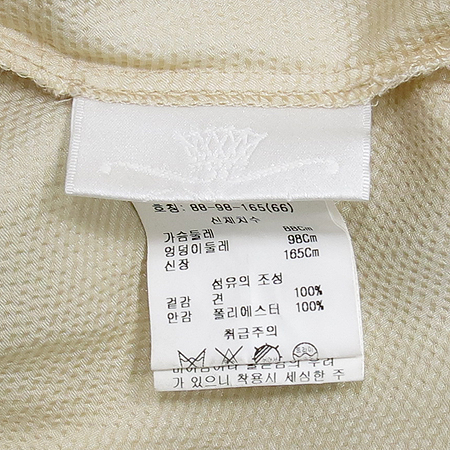 호칭: 88-98-165(66)
신체치수
가슴둘레 88Cm
엉덩이둘레 98Cm
신장 165Cm
섬유의 조성
겉감 견 100%
안감 폴리에스터 100%
취급주의
가 있으니 착용시 세심한 주